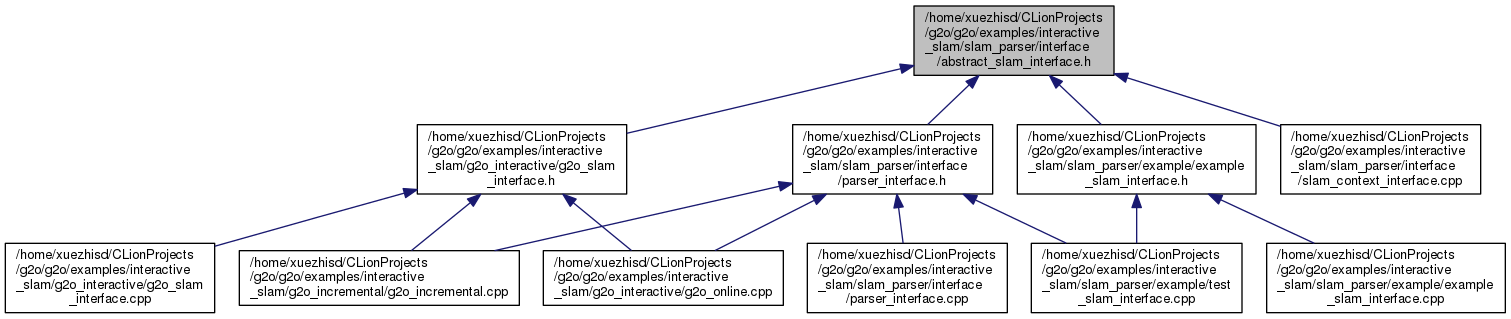 /home/xuezhisd/CLionProjects
/g2o/g2o/examples/interactive
_slam/slam_parser/interface
/abstract_slam_interface.h
/home/xuezhisd/CLionProjects
/g2o/g2o/examples/interactive
_slam/g2o_interactive/g2o_slam
_interface.h
/home/xuezhisd/CLionProjects
/g2o/g2o/examples/interactive
_slam/slam_parser/interface
/parser_interface.h
/home/xuezhisd/CLionProjects
/g2o/g2o/examples/interactive
_slam/slam_parser/example/example
_slam_interface.h
/home/xuezhisd/CLionProjects
/g2o/g2o/examples/interactive
_slam/slam_parser/interface
/slam_context_interface.cpp
/home/xuezhisd/CLionProjects
/g2o/g2o/examples/interactive
_slam/g2o_interactive/g2o_slam
_interface.cpp
/home/xuezhisd/CLionProjects
/g2o/g2o/examples/interactive
_slam/g2o_incremental/g2o_incremental.cpp
/home/xuezhisd/CLionProjects
/g2o/g2o/examples/interactive
_slam/g2o_interactive/g2o_online.cpp
/home/xuezhisd/CLionProjects
/g2o/g2o/examples/interactive
_slam/slam_parser/interface
/parser_interface.cpp
/home/xuezhisd/CLionProjects
/g2o/g2o/examples/interactive
_slam/slam_parser/example/test
_slam_interface.cpp
/home/xuezhisd/CLionProjects
/g2o/g2o/examples/interactive
_slam/slam_parser/example/example
_slam_interface.cpp